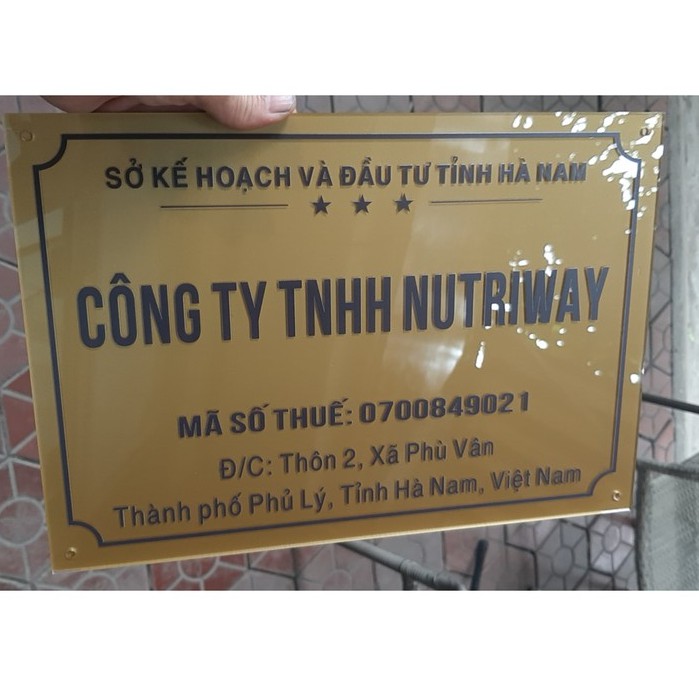 SỞ KẾ HOẠCH VÀ ĐẦU TƯ TỈNH HÀ NAM
★ ★ ★
CÔNG TY TNHH NUTRIWAY
MÃ SỐ THUẾ: 0700849021
Đ/C: Thôn 2, Xã Phù Vân
Thành phố Phủ Lý, Tỉnh Hà Nam, Việt Nam